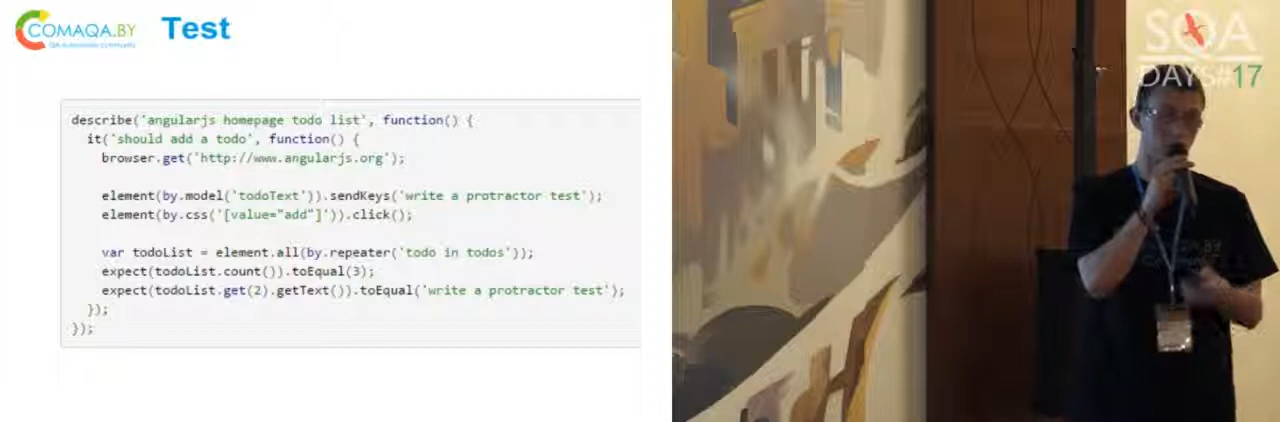 COMAQA.BY
Test
describe('angularjs homepage todo list', function() {
it('should add a todo', function() {
browser.get('http://www.angularjs.org');
element(by.model('todoText')).sendKeys('write a protractor test');
element(by.css('[value="add"]')).click();
var todoList = element.all(by.repeater('todo in todos'));
expect(todoList.count()).toEqual(3);
expect(todoList.get(2).getText()).toEqual('write a protractor test');
});
});
SQA
DAYS#17